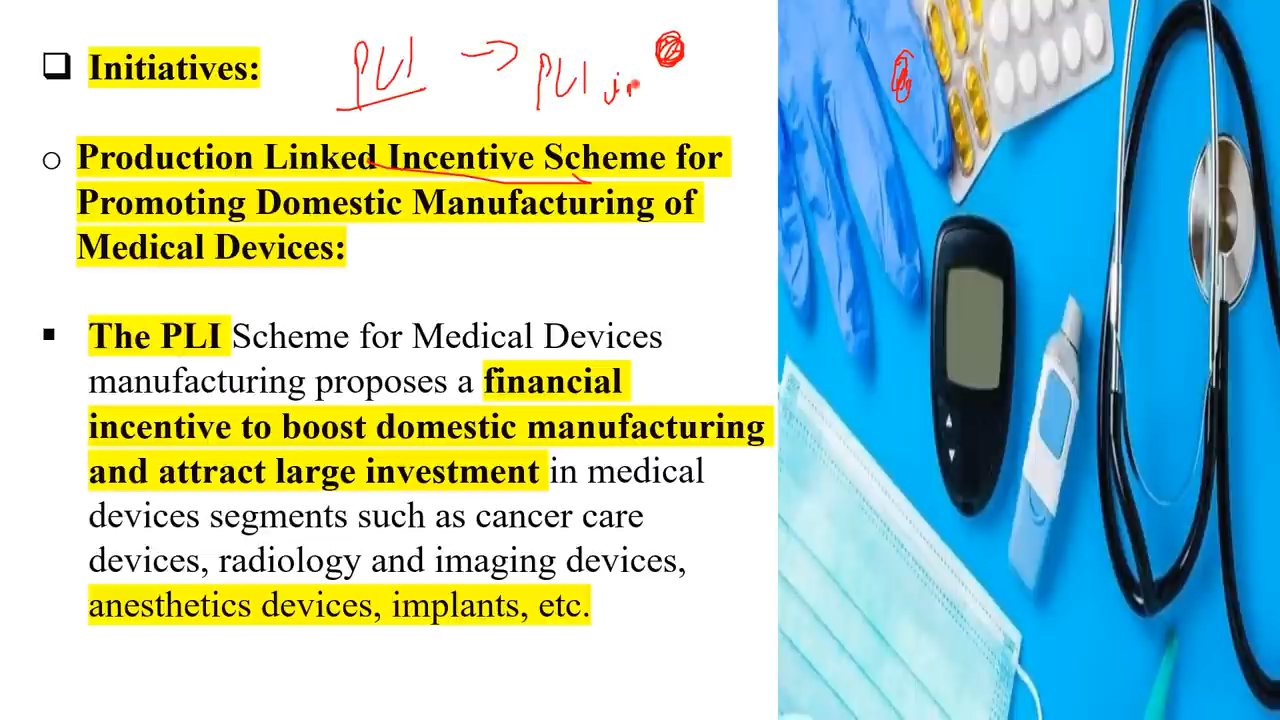 Initiatives:
PLI → PLI in
Production Linked Incentive Scheme for
Promoting Domestic Manufacturing of
Medical Devices:
The PLI Scheme for Medical Devices
manufacturing proposes a financial
incentive to boost domestic manufacturing
and attract large investment in medical
devices segments such as cancer care
devices, radiology and imaging devices,
anesthetics devices, implants, etc.